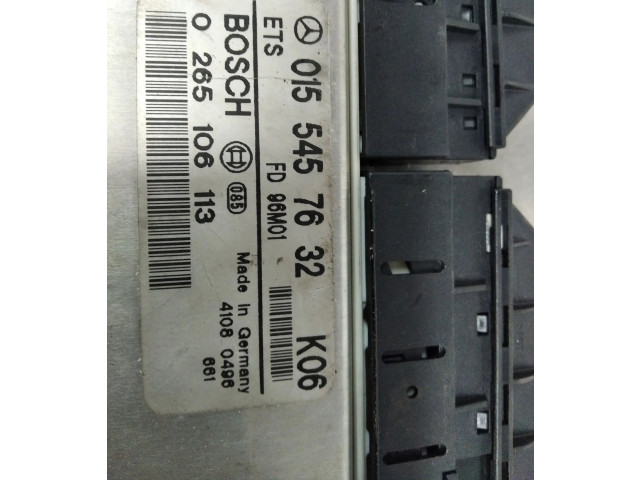 015 545 76 32 K06
ETS FD 96M01
BOSCH 085 Made in Germany
0 265 106 113 4108 0496
661